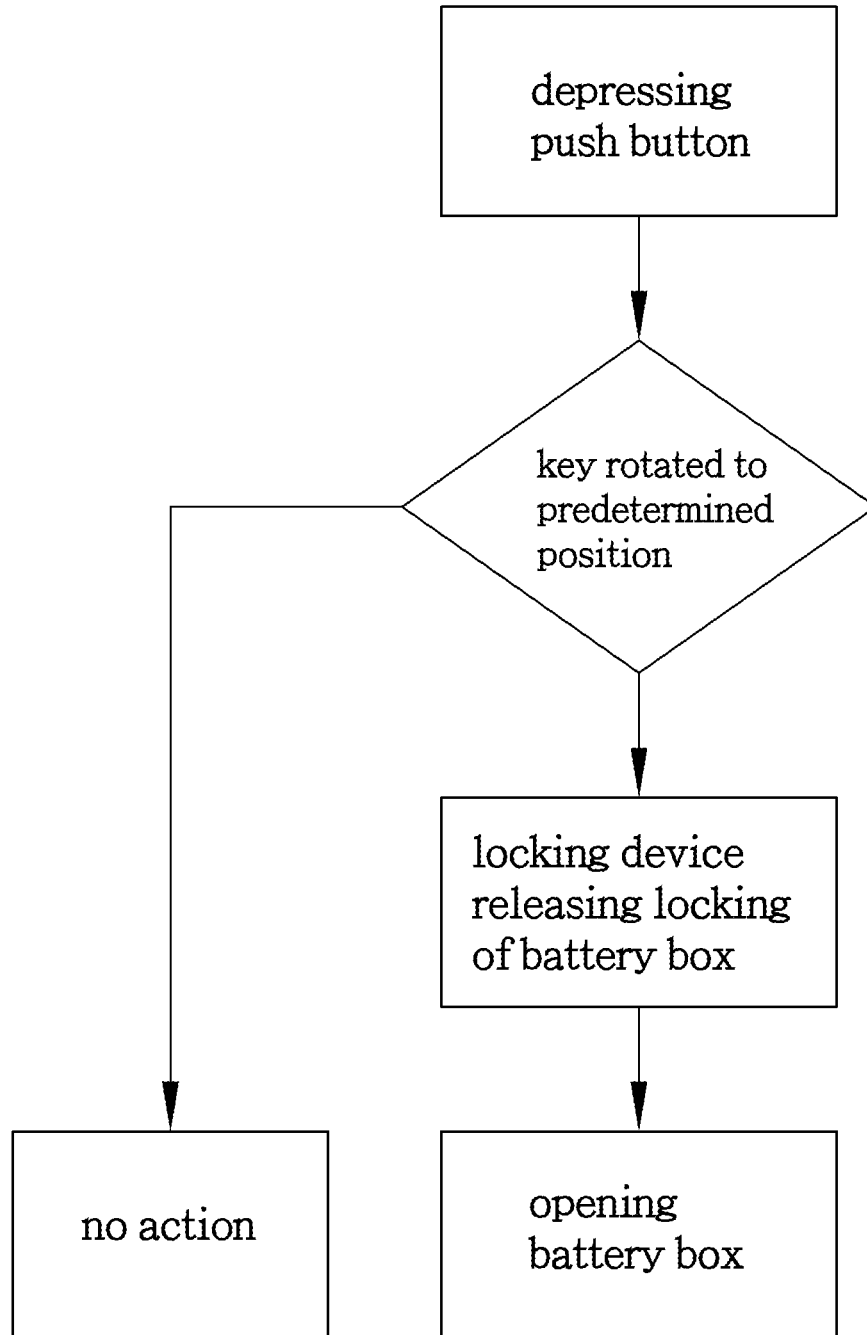 depressing
push button
key rotated to
predetermined
position
locking device
releasing locking
of battery box
no action
opening
battery box